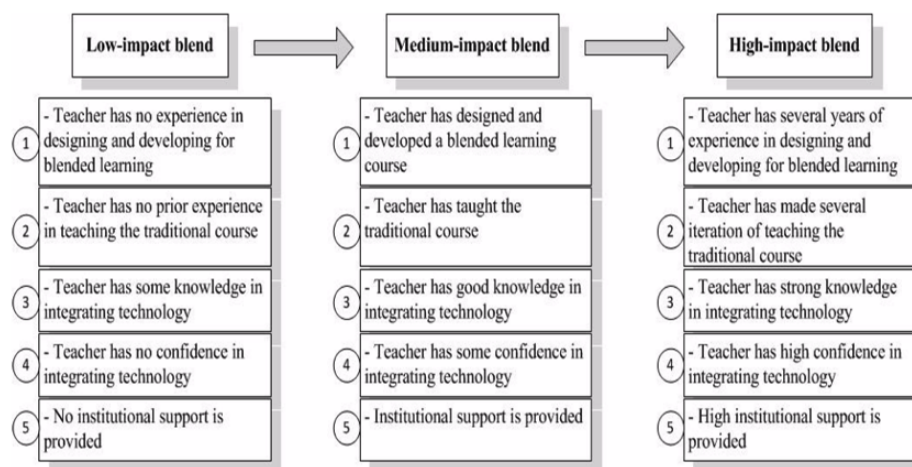 Low-impact blend
Medium-impact blend
High-impact blend
1
- Teacher has no experience in
designing and developing for
blended learning
2
- Teacher has no prior experience
in teaching the traditional course
3
- Teacher has some knowledge in
integrating technology
4
- Teacher has no confidence in
integrating technology
5
- No institutional support is
provided
1
- Teacher has designed and
developed a blended learning
course
2
- Teacher has taught the
traditional course
3
- Teacher has good knowledge in
integrating technology
4
- Teacher has some confidence in
integrating technology
5
- Institutional support is provided
1
- Teacher has several years of
experience in designing and
developing for blended learning
2
- Teacher has made several
iteration of teaching the
traditional course
3
- Teacher has strong knowledge
in integrating technology
4
- Teacher has high confidence in
integrating technology
5
- High institutional support is
provided